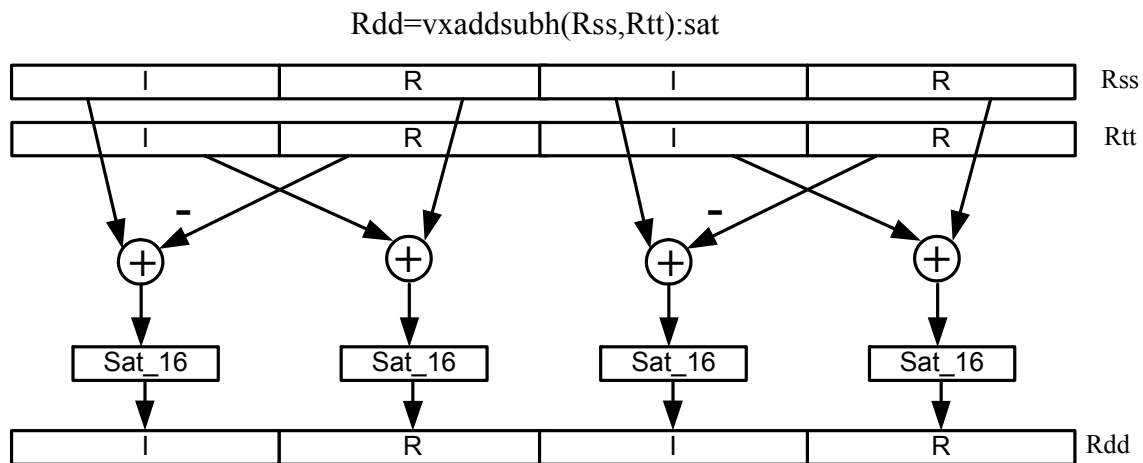 Rdd=vxaddsubh(Rss,Rtt):sat
I R I R Rss
I R I R Rtt
- -
+ + + +
Sat_16 Sat_16 Sat_16 Sat_16
I R I R Rdd